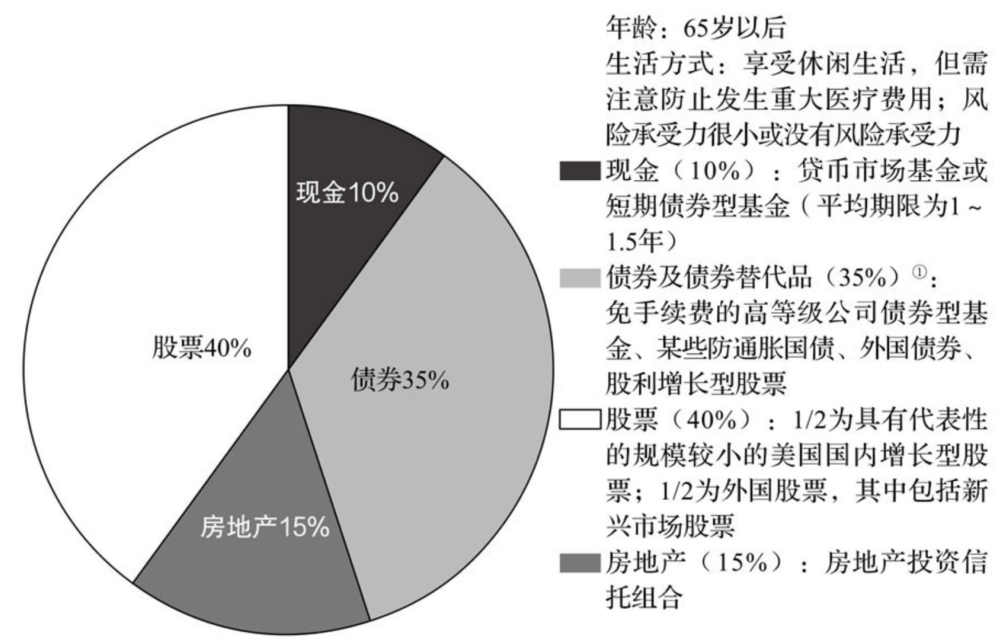 年龄：65岁以后
生活方式：享受休闲生活，但需
注意防止发生重大医疗费用；风
险承受力很小或没有风险承受力
现金（10%）：贷币市场基金或
短期债券型基金（平均期限为1～
1.5年）
债券及债券替代品（35%）①：
免手续费的高等级公司债券型基
金、某些防通胀国债、外国债券、
股利增长型股票
股票（40%）：1/2为具有代表性
的规模较小的美国国内增长型股
票；1/2为外国股票，其中包括新
兴市场股票
房地产（15%）：房地产投资信
托组合
现金10%
股票40%
债券35%
房地产15%